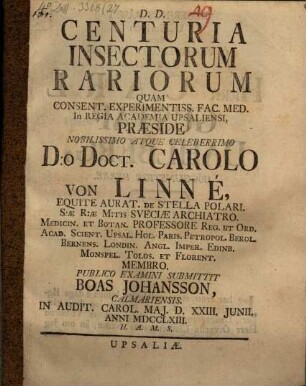 D. D.
CENTURIA
INSECTORUM
RARIORUM
QUAM
CONSENT. EXPERIMENTISS. FAC. MED.
IN REGIA ACADEMIA UPSALIENSI,
PRÆSIDE
NOBILISSIMO ATQUE CELEBERRIMO
D:O DOCT. CAROLO
VON LINNÉ,
EQUITE AURAT. DE STELLA POLARI.
S:Æ R:Æ M:TIS SVECIÆ ARCHIATRO.
MEDICIN. ET BOTAN. PROFESSORE REG. ET ORD.
ACAD. SCIENT. UPSAL. HOL. PARIS. PETROPOL. BEROL.
BERNENS. LONDIN. ANGL. IMPER. EDINB.
MONSPEL. TOLOS. ET FLORENT.
MEMBRO,
PUBLICO EXAMINI SUBMITTIT
BOAS JOHANSSON,
CALMARIENSIS.
IN AUDIT. CAROL. MAJ. D. XXIII. JUNII,
ANNI MDCCLXIII.
H. A. M. S.
UPSALIÆ.